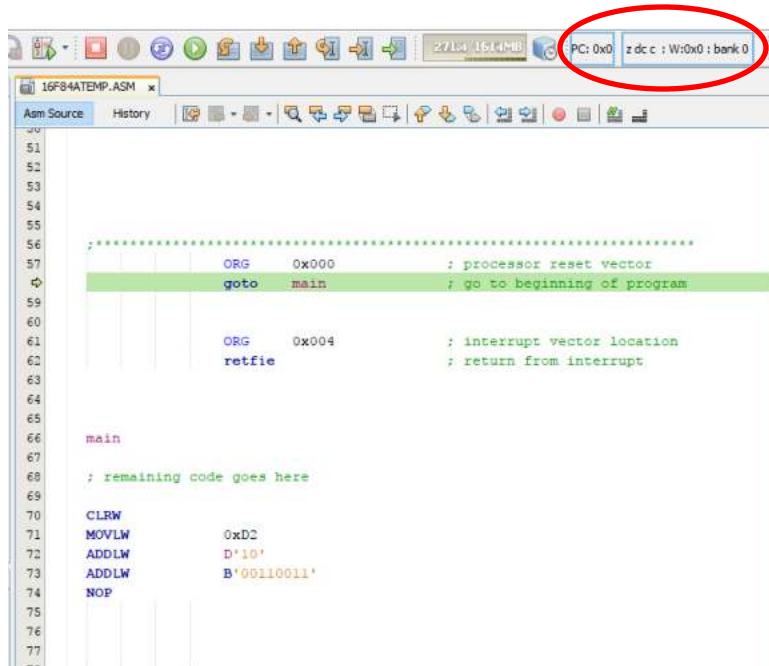 PC: 0x0 z dc c : W:0x0 : bank 0
16F84ATEMP.ASM x
Asm Source History
51
52
53
54
55
56 ;***********************************************************************
57 ORG 0x000 ; processor reset vector
goto main ; go to beginning of program
59
60
61 ORG 0x004 ; interrupt vector location
62 retfie ; return from interrupt
63
64
65
66 main
67
68 ; remaining code goes here
69
70 CLRW
71 MOVLW 0xD2
72 ADDLW D'10'
73 ADDLW B'00110011'
74 NOP
75
76
77